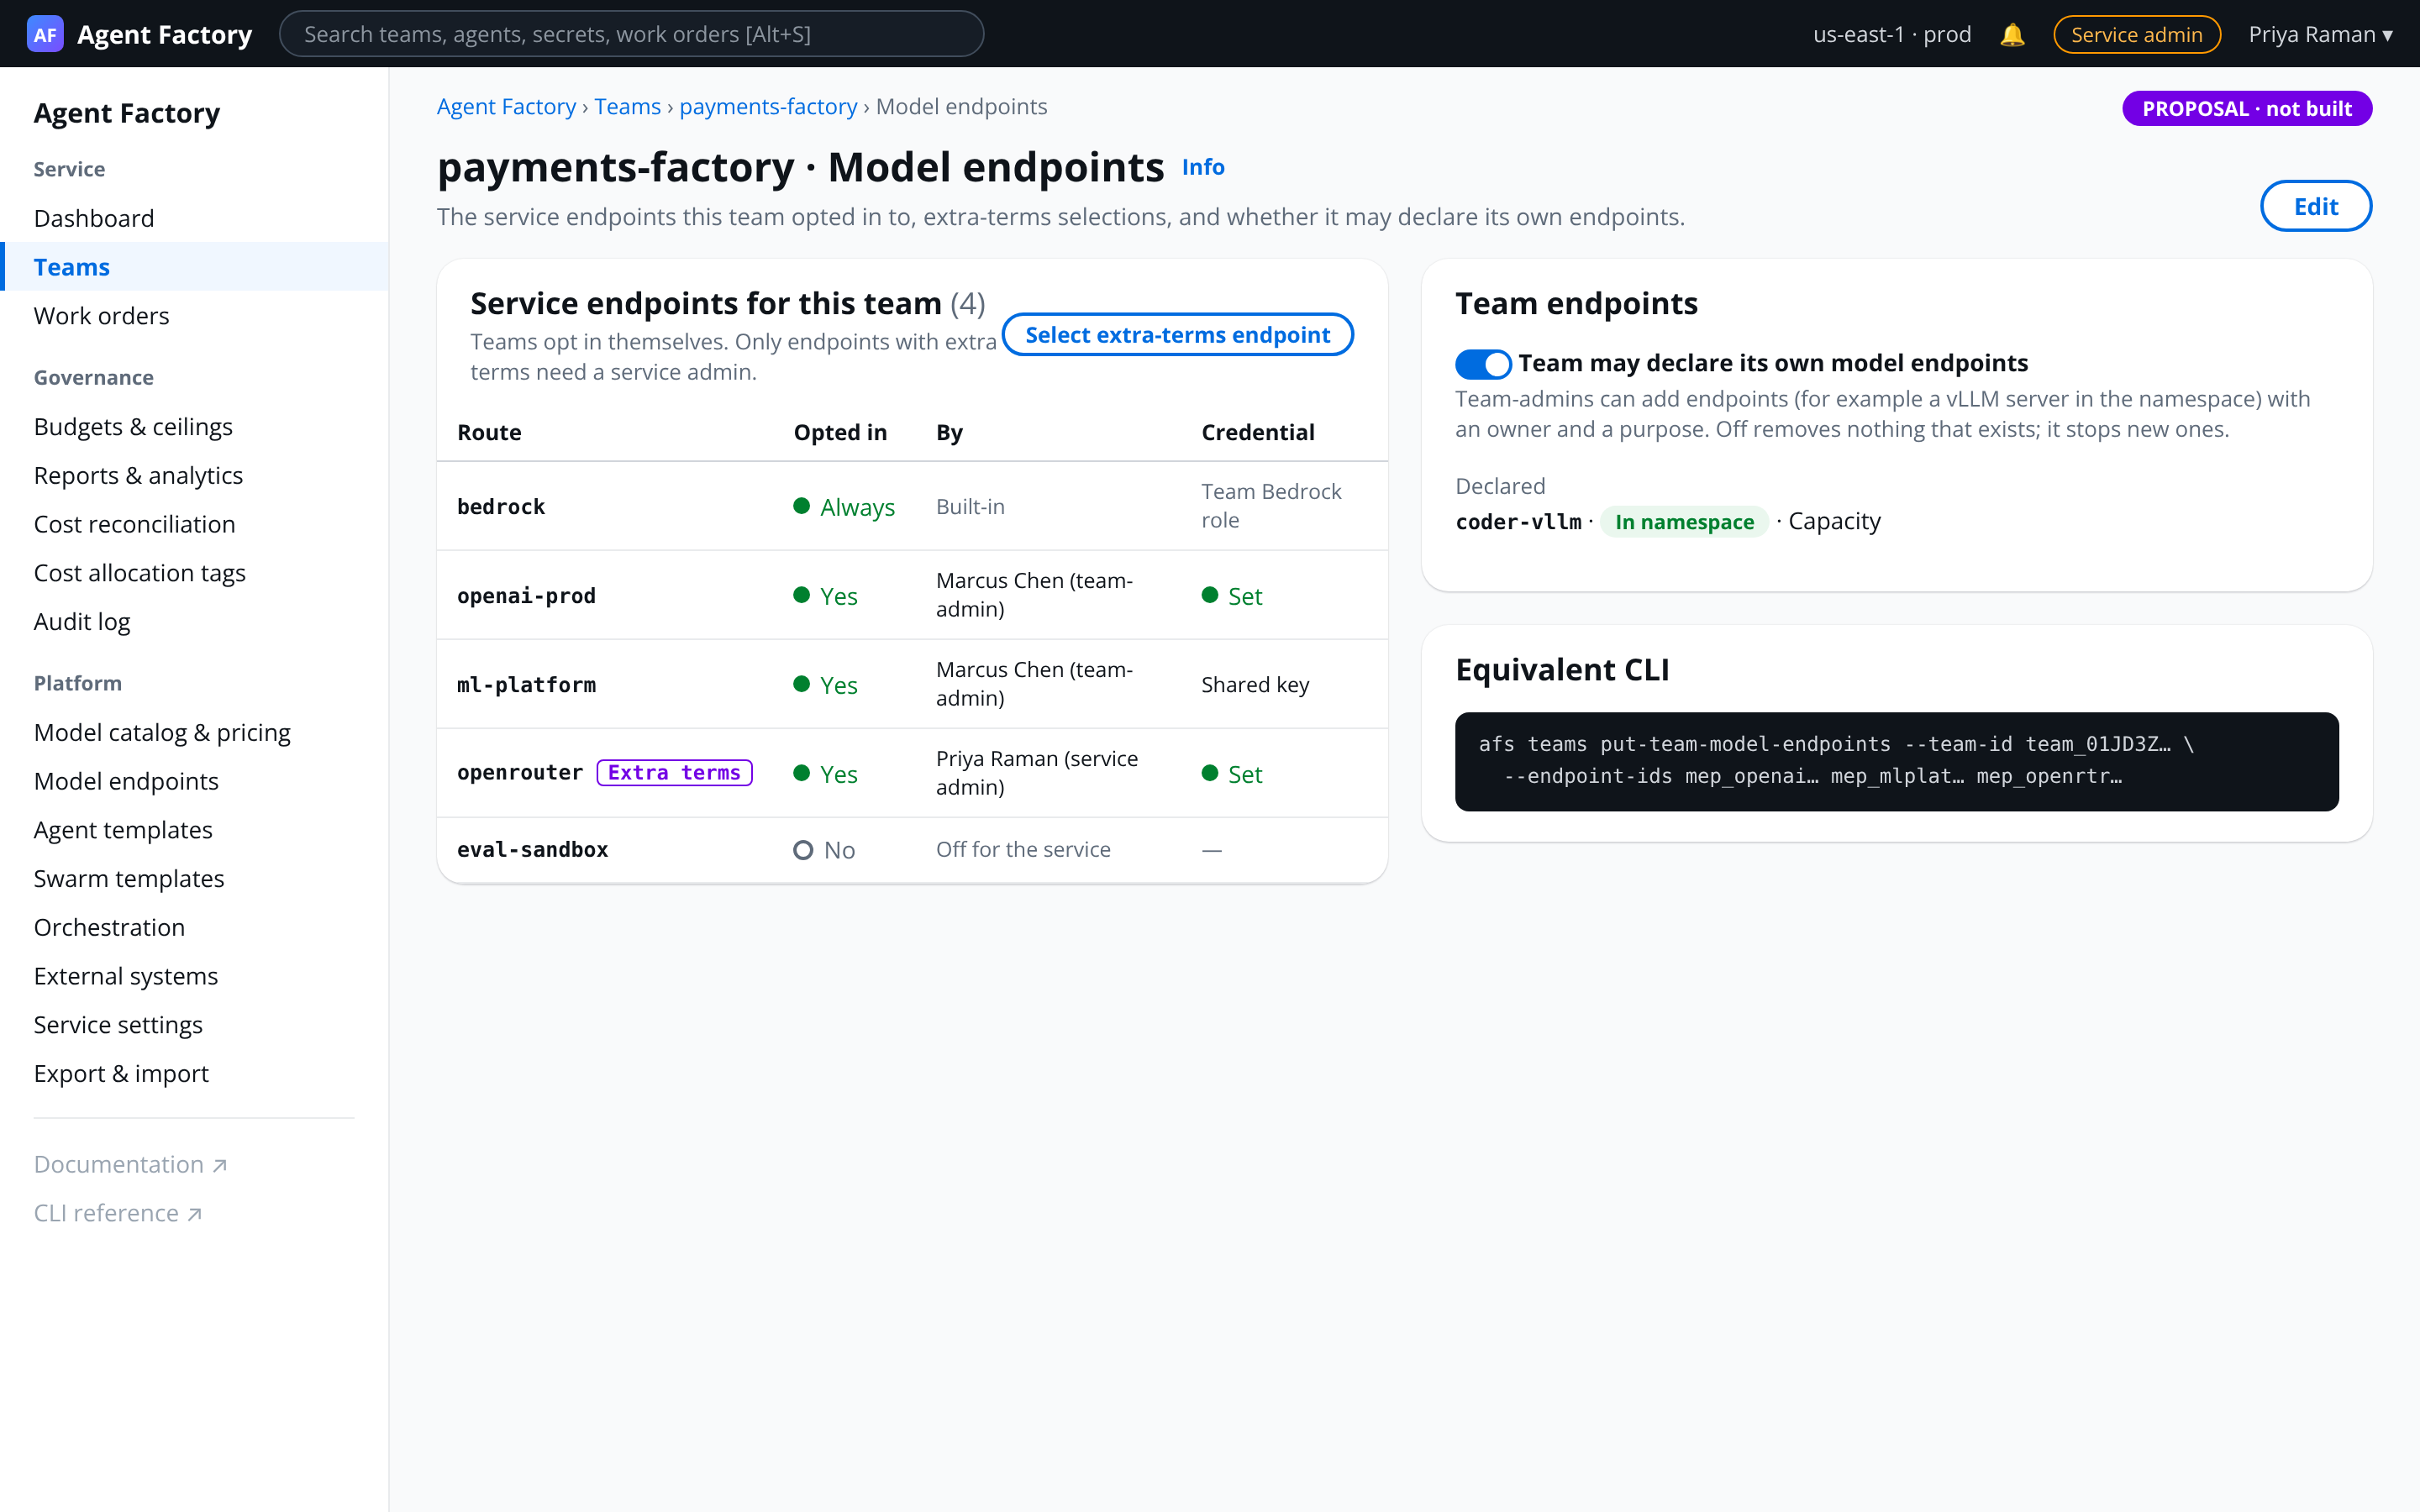 AF Agent Factory Search teams, agents, secrets, work orders [Alt+S] us-east-1 · prod Service admin Priya Raman ▾
Agent Factory
Service
Dashboard
Teams
Work orders
Governance
Budgets & ceilings
Reports & analytics
Cost reconciliation
Cost allocation tags
Audit log
Platform
Model catalog & pricing
Model endpoints
Agent templates
Swarm templates
Orchestration
External systems
Service settings
Export & import
Documentation ↗
CLI reference ↗
Agent Factory › Teams › payments-factory › Model endpoints
PROPOSAL · not built
payments-factory · Model endpoints Info
The service endpoints this team opted in to, extra-terms selections, and whether it may declare its own endpoints.
Edit
Service endpoints for this team (4)
Teams opt in themselves. Only endpoints with extra
terms need a service admin.
Select extra-terms endpoint
Route Opted in By Credential
bedrock Always Built-in Team Bedrock
role
openai-prod Yes Marcus Chen (team-
admin) Set
ml-platform Yes Marcus Chen (team-
admin) Shared key
openrouter Extra terms Yes Priya Raman (service
admin) Set
eval-sandbox No Off for the service —
Team endpoints
Team may declare its own model endpoints
Team-admins can add endpoints (for example a vLLM server in the namespace) with
an owner and a purpose. Off removes nothing that exists; it stops new ones.
Declared
coder-vllm · In namespace · Capacity
Equivalent CLI
afs teams put-team-model-endpoints --team-id team_01JD3Z… \
--endpoint-ids mep_openai… mep_mlplat… mep_openrtr…